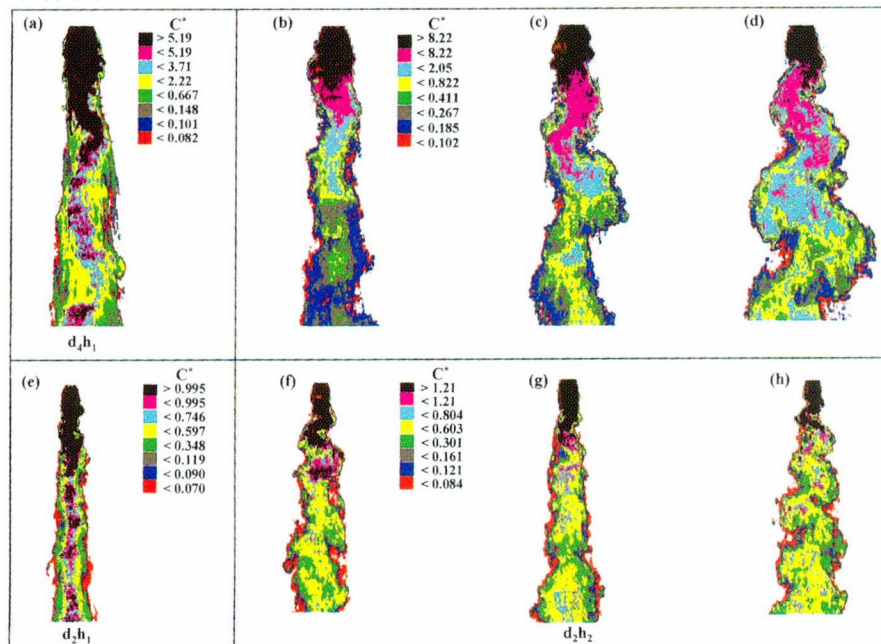 (a)
C*
> 5.19
< 5.19
< 3.71
< 2.22
< 0.667
< 0.148
< 0.101
< 0.082
d₄h₁
(b)
C*
> 8.22
< 8.22
< 2.05
< 0.822
< 0.411
< 0.267
< 0.185
< 0.102
(c)
(d)
(e)
C*
> 0.995
< 0.995
< 0.746
< 0.597
< 0.348
< 0.119
< 0.090
< 0.070
d₂h₁
(f)
C*
> 1.21
< 1.21
< 0.804
< 0.603
< 0.301
< 0.161
< 0.121
< 0.084
(g)
d₂h₂
(h)